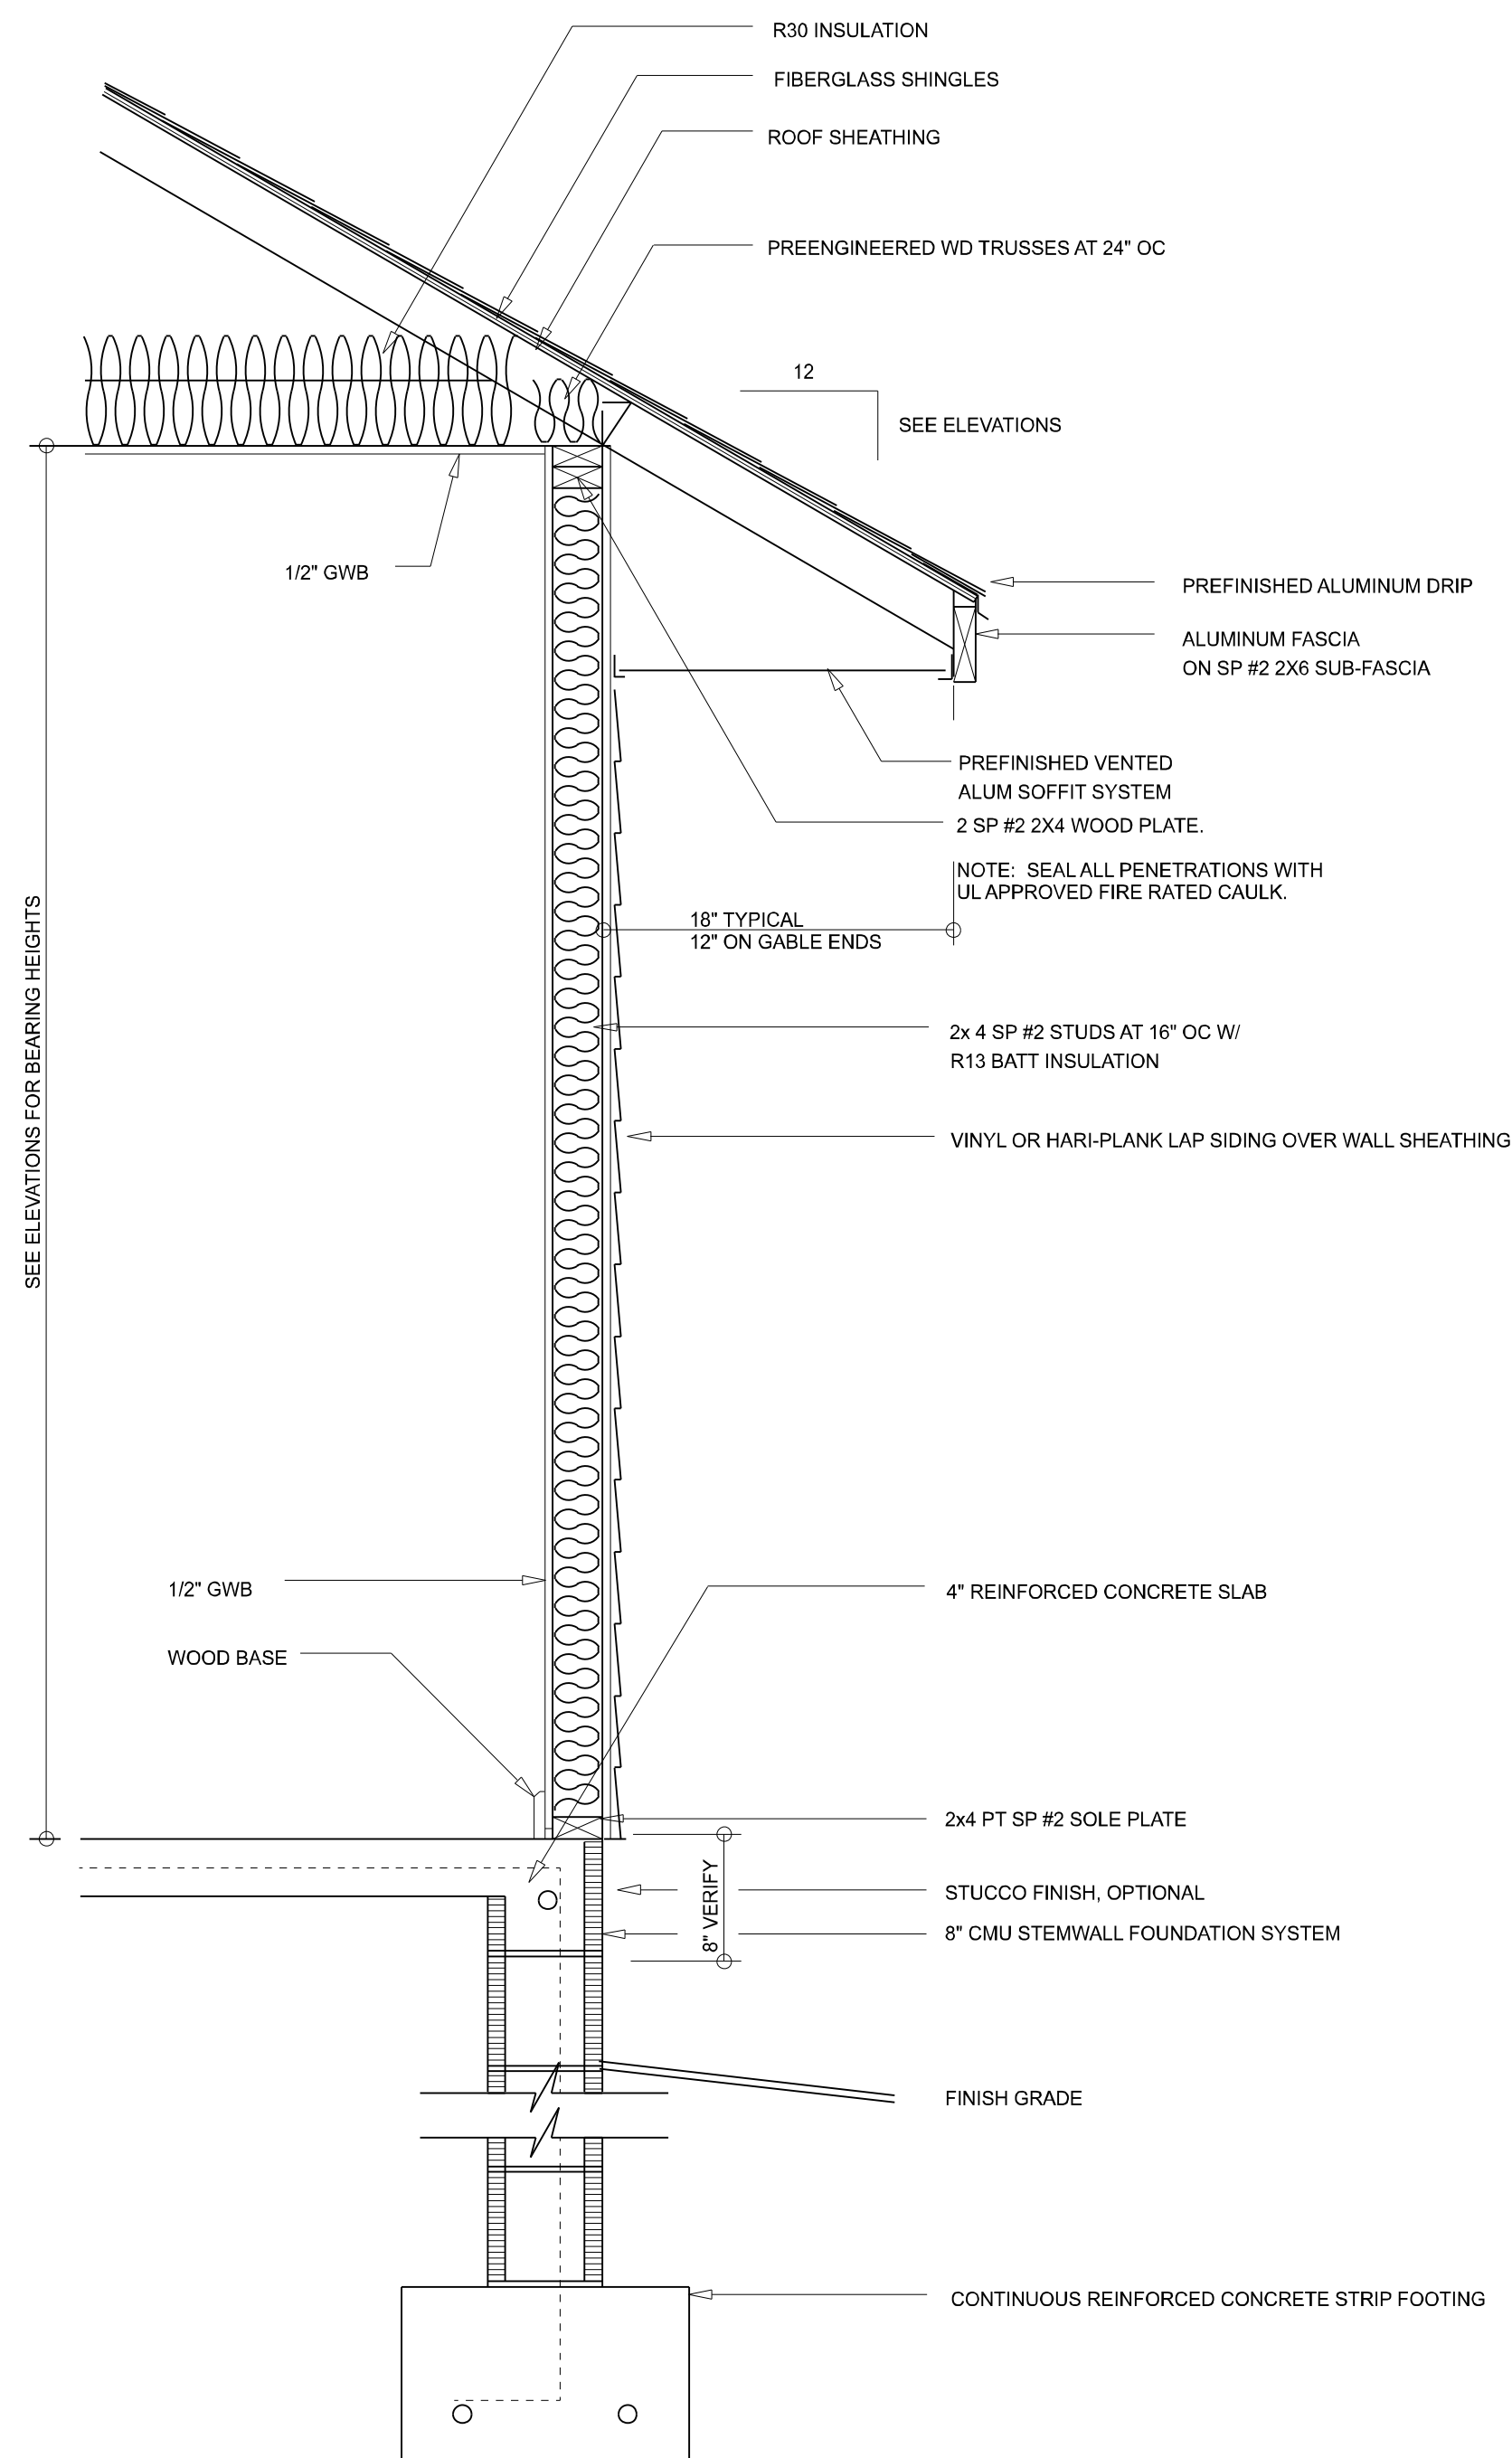 R30 INSULATION
FIBERGLASS SHINGLES
ROOF SHEATHING
PREENGINEERED WD TRUSSES AT 24" OC
12
SEE ELEVATIONS
1/2" GWB
PREFINISHED ALUMINUM DRIP
ALUMINUM FASCIA
ON SP #2 2X6 SUB-FASCIA
PREFINISHED VENTED
ALUM SOFFIT SYSTEM
2 SP #2 2X4 WOOD PLATE.
NOTE: SEAL ALL PENETRATIONS WITH
UL APPROVED FIRE RATED CAULK.
18" TYPICAL
12" ON GABLE ENDS
SEE ELEVATIONS FOR BEARING HEIGHTS
2x 4 SP #2 STUDS AT 16" OC W/
R13 BATT INSULATION
VINYL OR HARI-PLANK LAP SIDING OVER WALL SHEATHING
1/2" GWB
4" REINFORCED CONCRETE SLAB
WOOD BASE
2x4 PT SP #2 SOLE PLATE
8" VERIFY
STUCCO FINISH, OPTIONAL
8" CMU STEMWALL FOUNDATION SYSTEM
FINISH GRADE
CONTINUOUS REINFORCED CONCRETE STRIP FOOTING